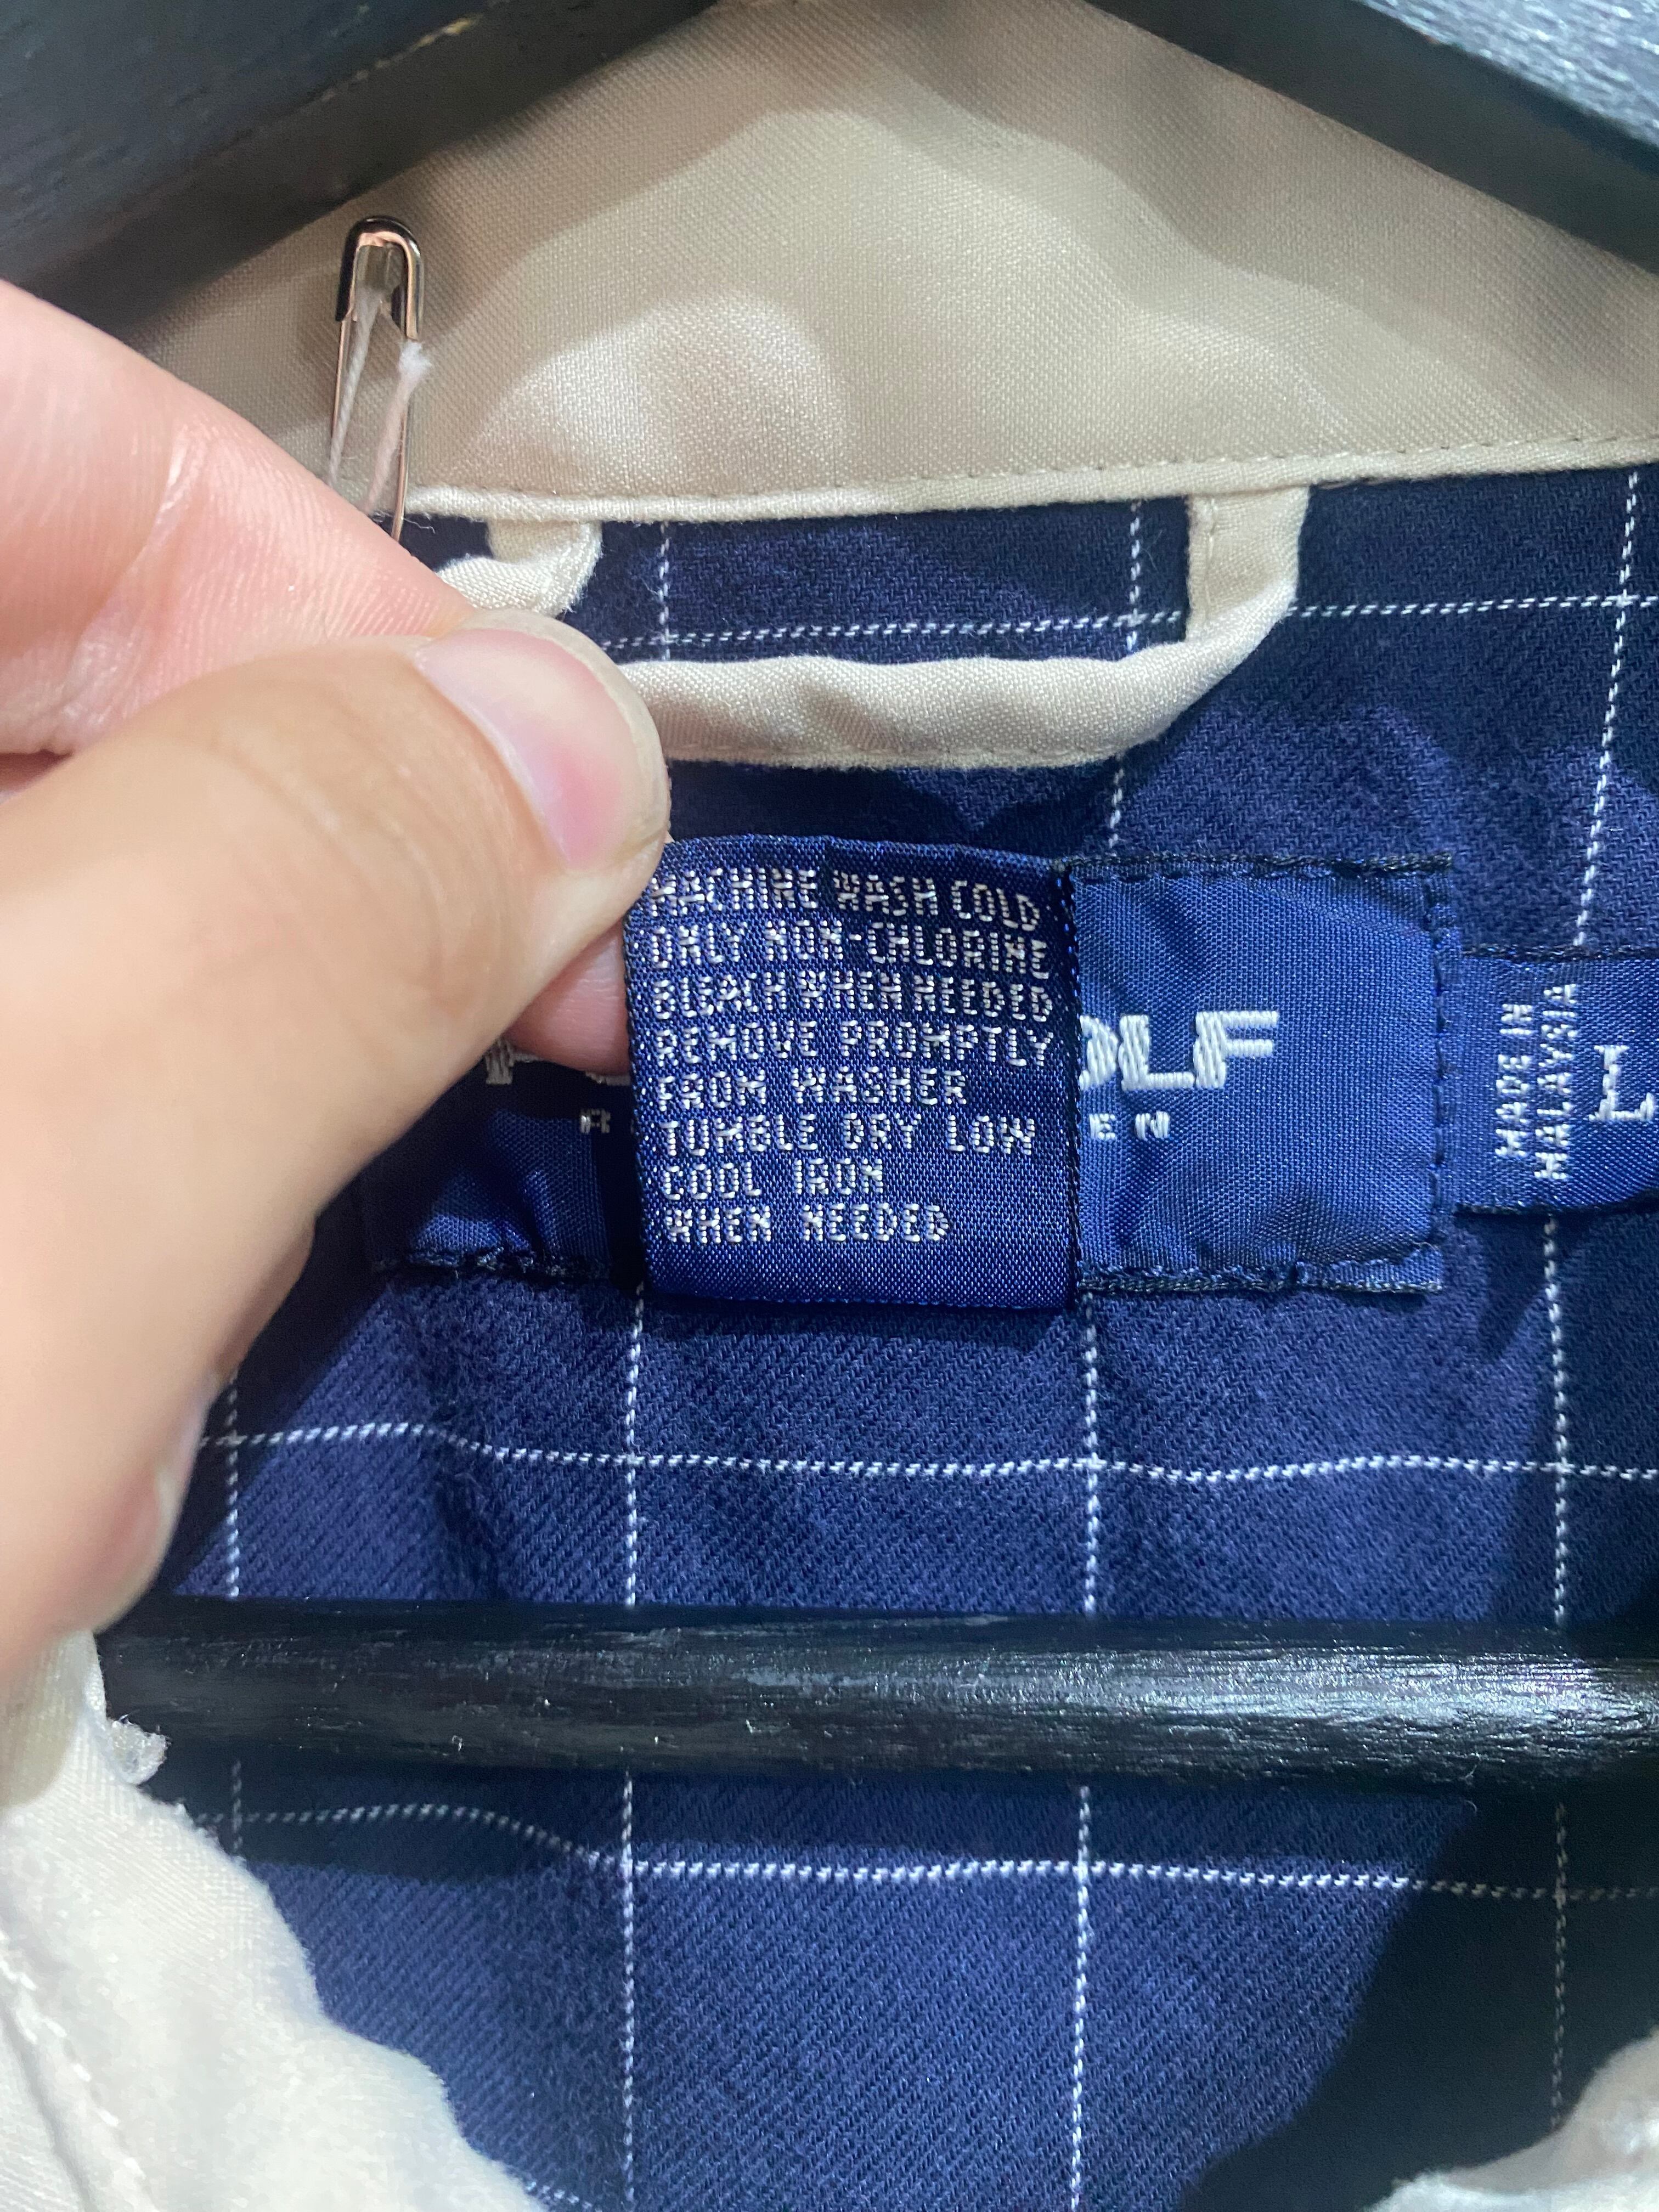 MACHINE WASH COLD
ONLY NON-CHLORINE
BLEACH WHEN NEEDED
REMOVE PROMPTLY
FROM WASHER
TUMBLE DRY LOW
COOL IRON
WHEN NEEDED
OLF
R
EN
MADE IN
MALAYSIA
L